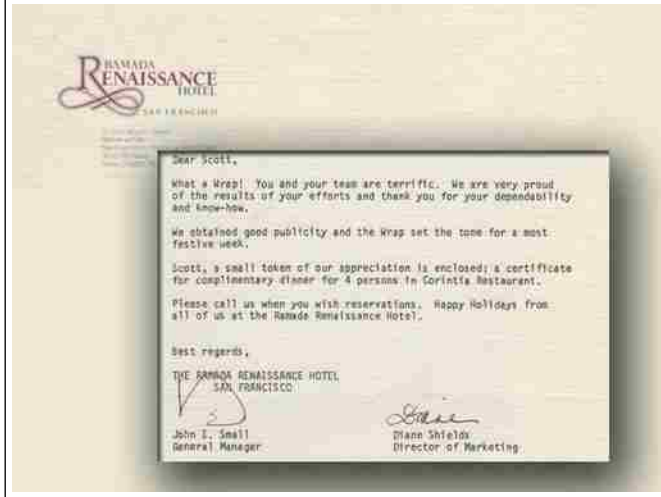 RAMADA
RENAISSANCE
HOTEL
SAN FRANCISCO
Dear Scott,
What a Wrap! You and your team are terrific. We are very proud
of the results of your efforts and thank you for your dependability
and know-how.
We obtained good publicity and the Wrap set the tone for a most
festive week.
Scott, a small token of our appreciation is enclosed; a certificate
for complimentary dinner for 4 persons in Corintia Restaurant.
Please call us when you wish reservations. Happy Holidays from
all of us at the Ramada Renaissance Hotel.
Best regards,
THE RAMADA RENAISSANCE HOTEL
SAN FRANCISCO
Diane
John I. Small Diane Shields
General Manager Director of Marketing